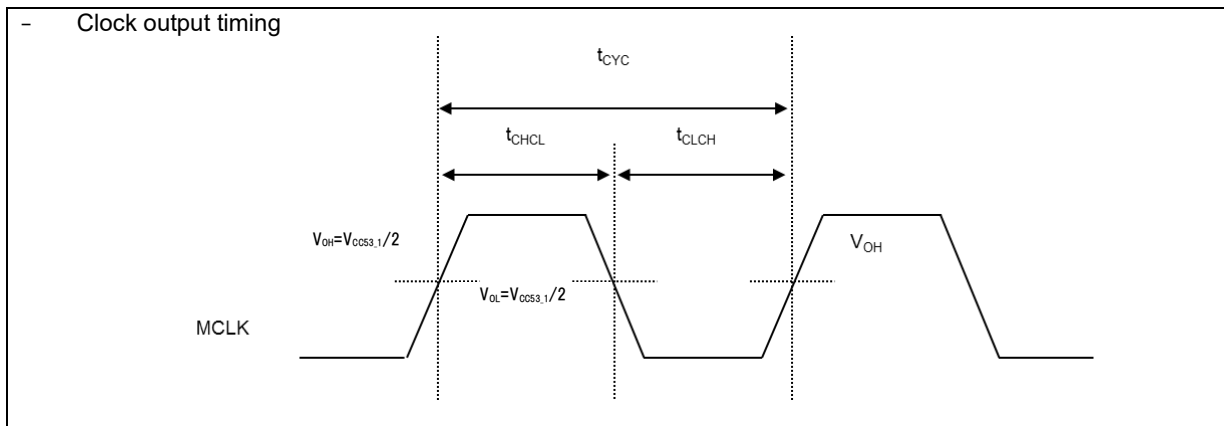 – Clock output timing
tCYC
tCHCL tCLCH
VOH=VCC53_1/2
VOH
VOL=VCC53_1/2
MCLK